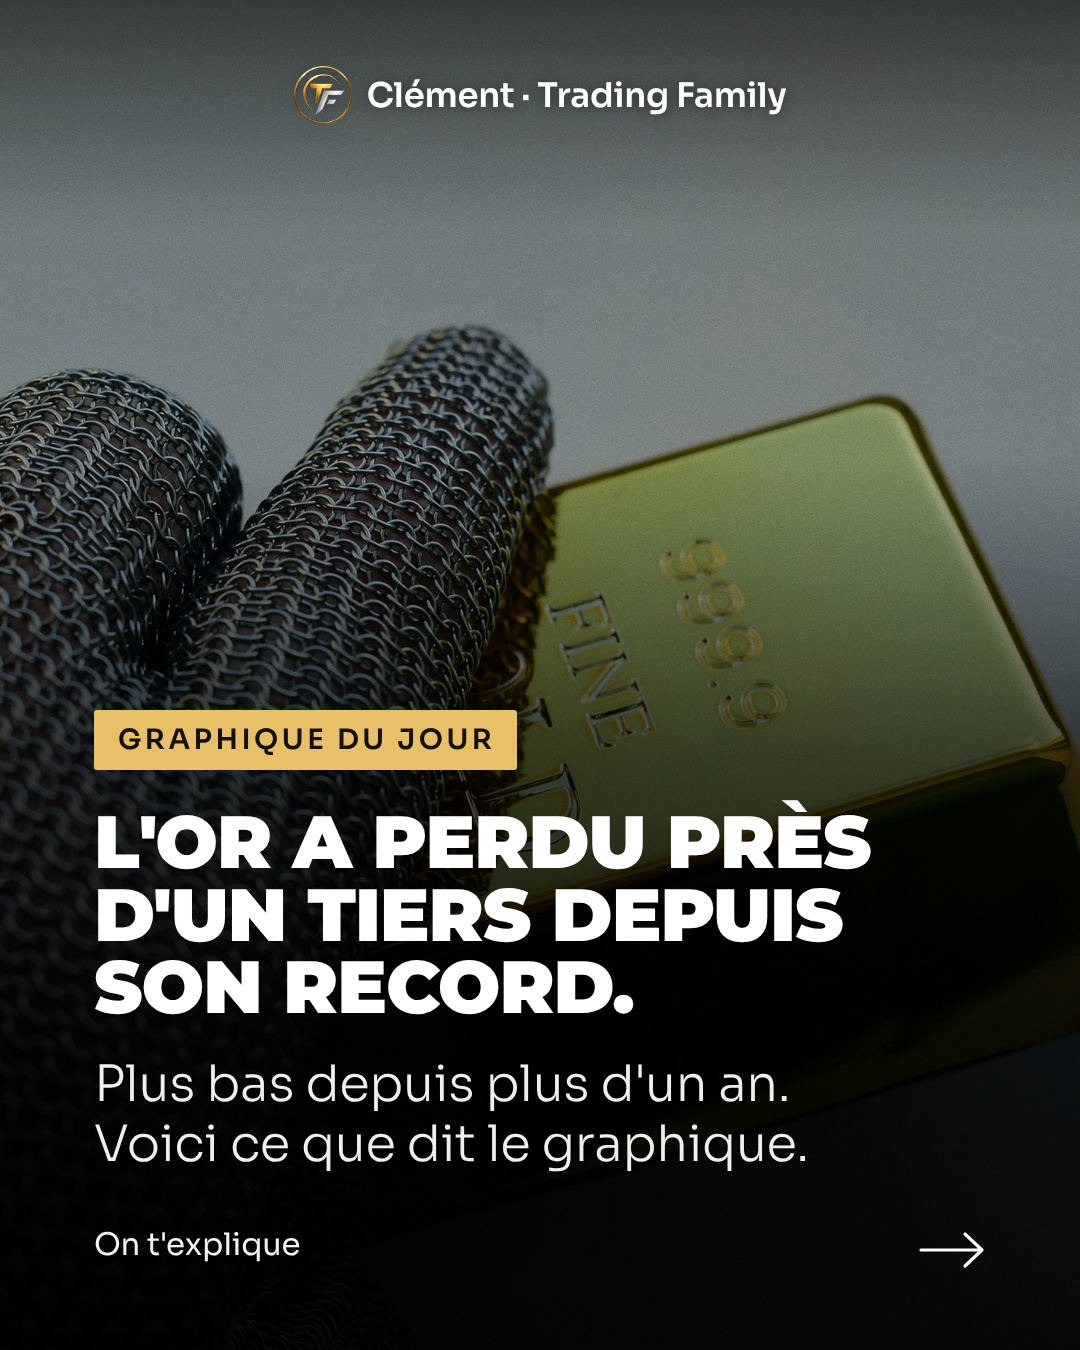 TF
Clément · Trading Family
999.9
FINE
GRAPHIQUE DU JOUR
L'OR A PERDU PRÈS
D'UN TIERS DEPUIS
SON RECORD.
Plus bas depuis plus d'un an.
Voici ce que dit le graphique.
On t'explique